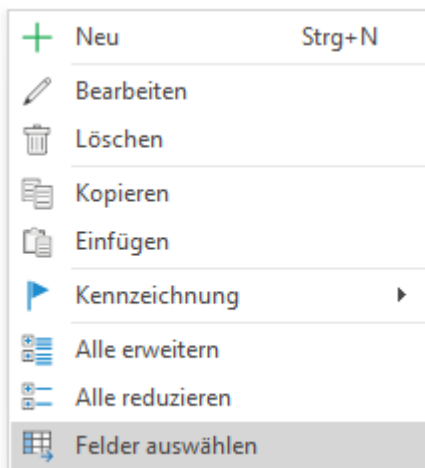 Neu Strg+N
Bearbeiten
Löschen
Kopieren
Einfügen
Kennzeichnung
Alle erweitern
Alle reduzieren
Felder auswählen